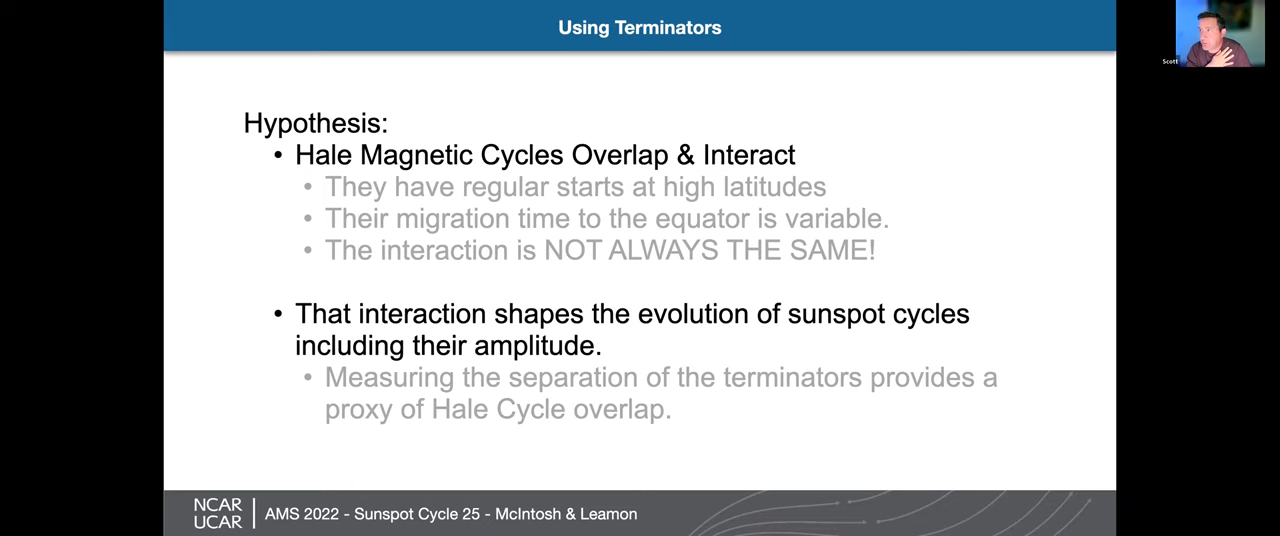 Using Terminators
Scott
Hypothesis:
• Hale Magnetic Cycles Overlap & Interact
• They have regular starts at high latitudes
• Their migration time to the equator is variable.
• The interaction is NOT ALWAYS THE SAME!
• That interaction shapes the evolution of sunspot cycles
including their amplitude.
• Measuring the separation of the terminators provides a
proxy of Hale Cycle overlap.
NCAR
UCAR
AMS 2022 - Sunspot Cycle 25 - McIntosh & Leamon